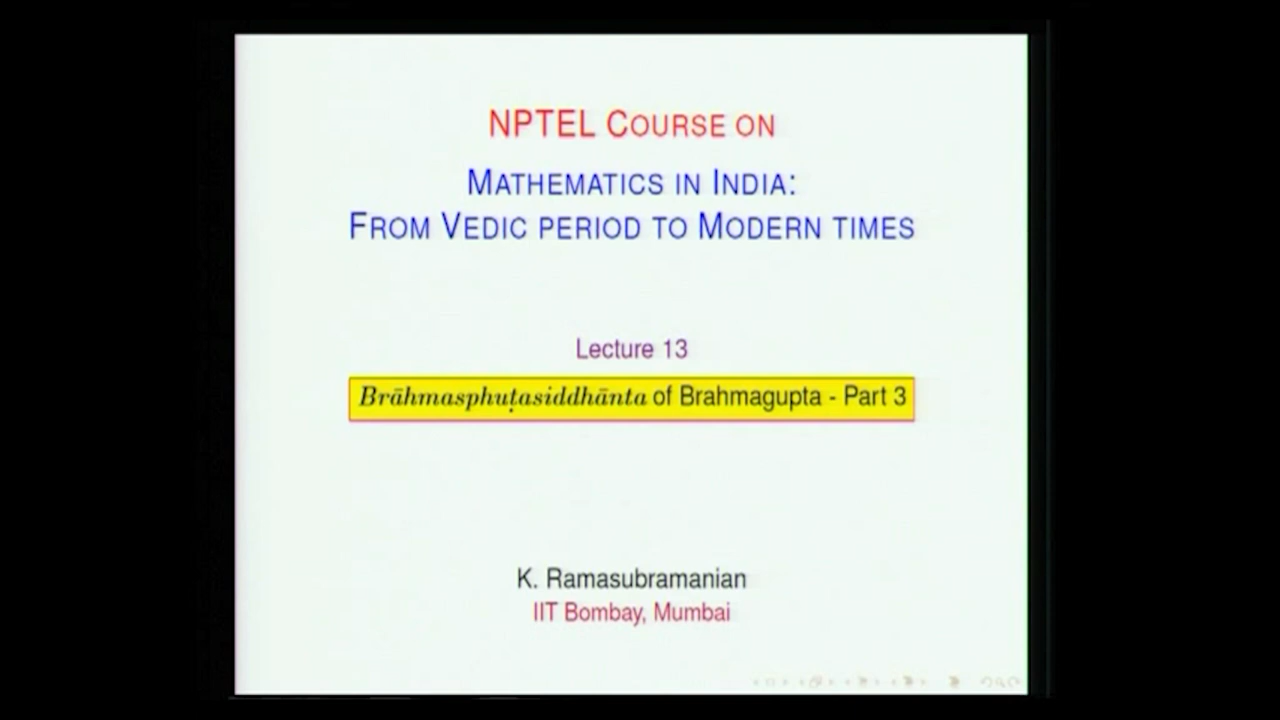 NPTEL COURSE ON
MATHEMATICS IN INDIA:
FROM VEDIC PERIOD TO MODERN TIMES
Lecture 13
Brāhmasphuṭasiddhānta of Brahmagupta - Part 3
K. Ramasubramanian
IIT Bombay, Mumbai